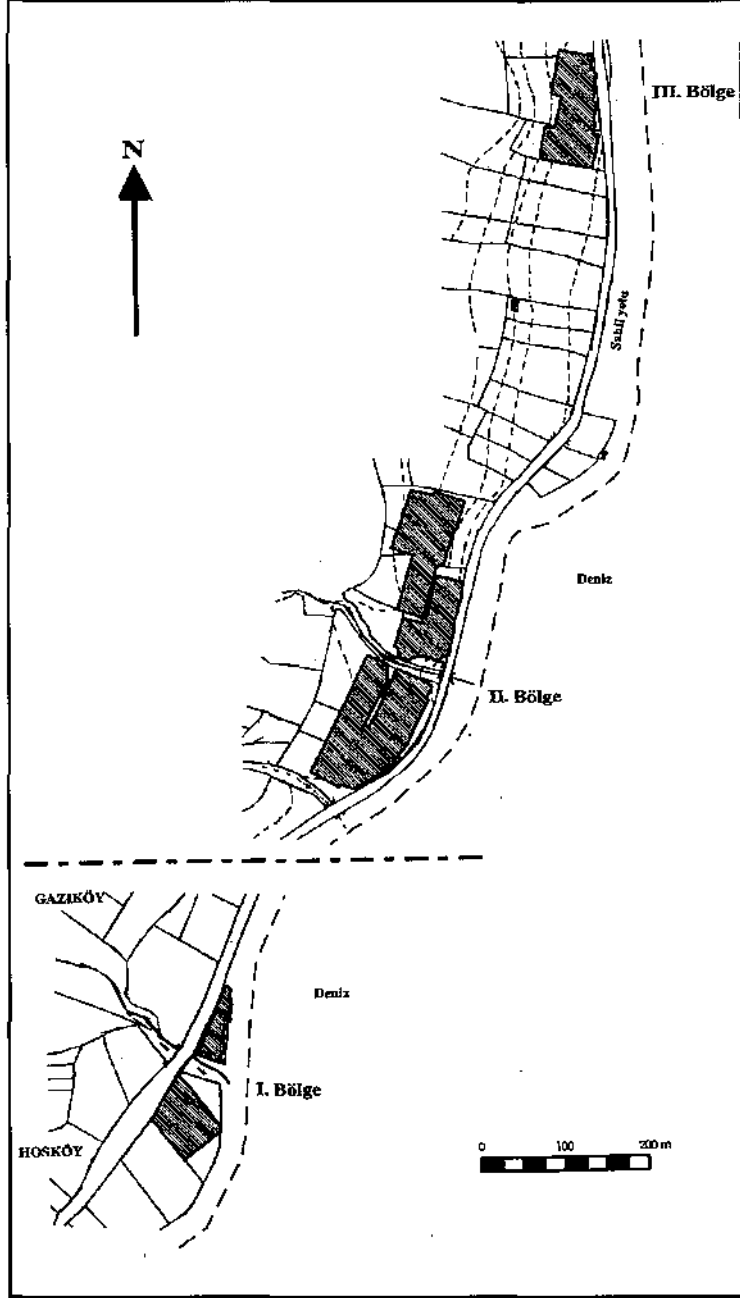 III. Bölge
N
Sahil yolu
Deniz
II. Bölge
GAZIKÖY
Deniz
I. Bölge
HOŞKÖY
0 100 200 m